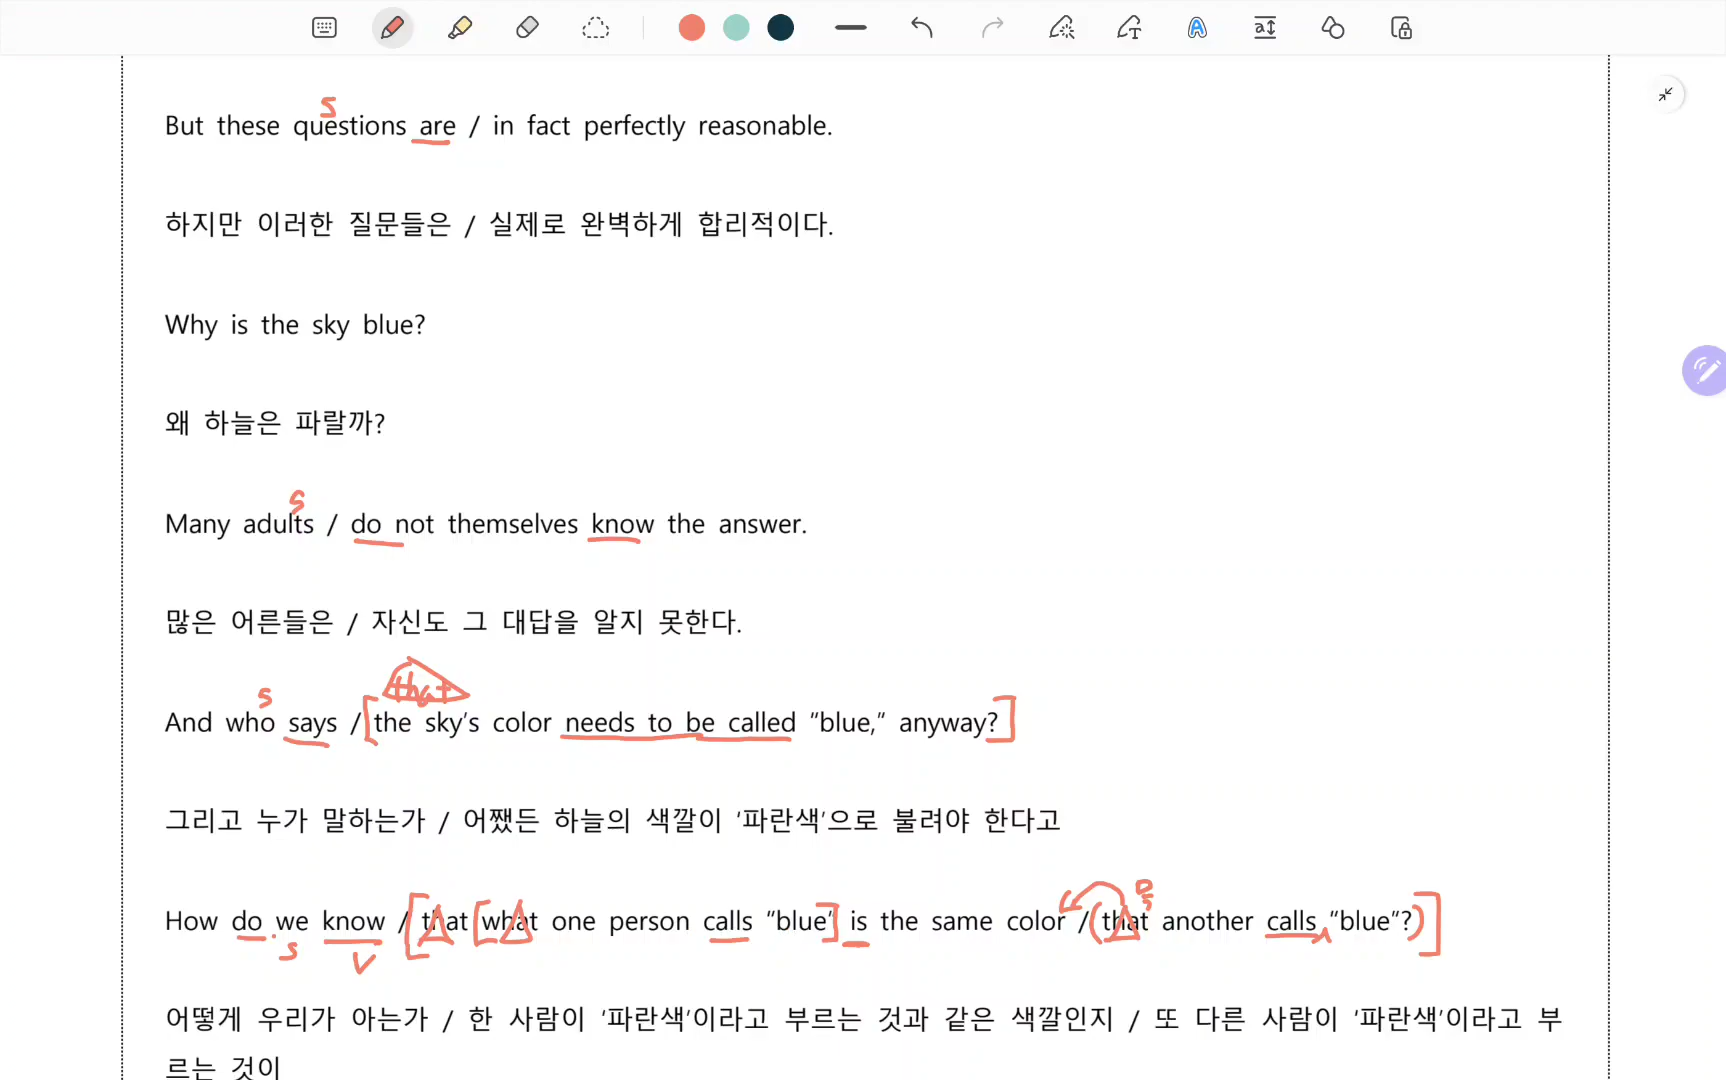 S
But these questions are / in fact perfectly reasonable.
하지만 이러한 질문들은 / 실제로 완벽하게 합리적이다.
Why is the sky blue?
왜 하늘은 파랄까?
S
Many adults / do not themselves know the answer.
많은 어른들은 / 자신도 그 대답을 알지 못한다.
that
S
And who says / [the sky's color needs to be called "blue," anyway?]
그리고 누가 말하는가 / 어쨌든 하늘의 색깔이 '파란색'으로 불려야 한다고
How do we know / [that [what one person calls "blue"] is the same color / (that another calls "blue"?)]
S
V
어떻게 우리가 아는가 / 한 사람이 '파란색'이라고 부르는 것과 같은 색깔인지 / 또 다른 사람이 '파란색'이라고 부
르는 것이